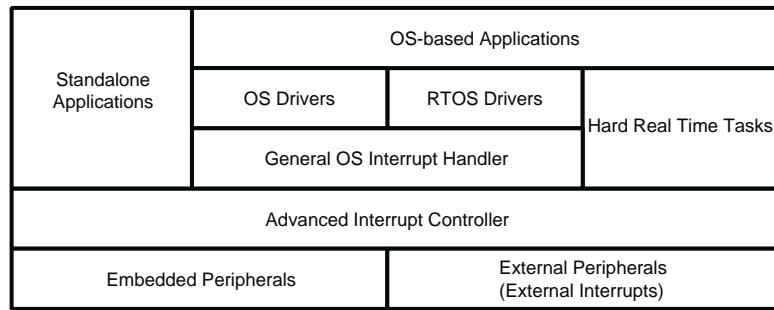 OS-based Applications
Standalone
Applications
OS Drivers
RTOS Drivers
Hard Real Time Tasks
General OS Interrupt Handler
Advanced Interrupt Controller
Embedded Peripherals
External Peripherals
(External Interrupts)